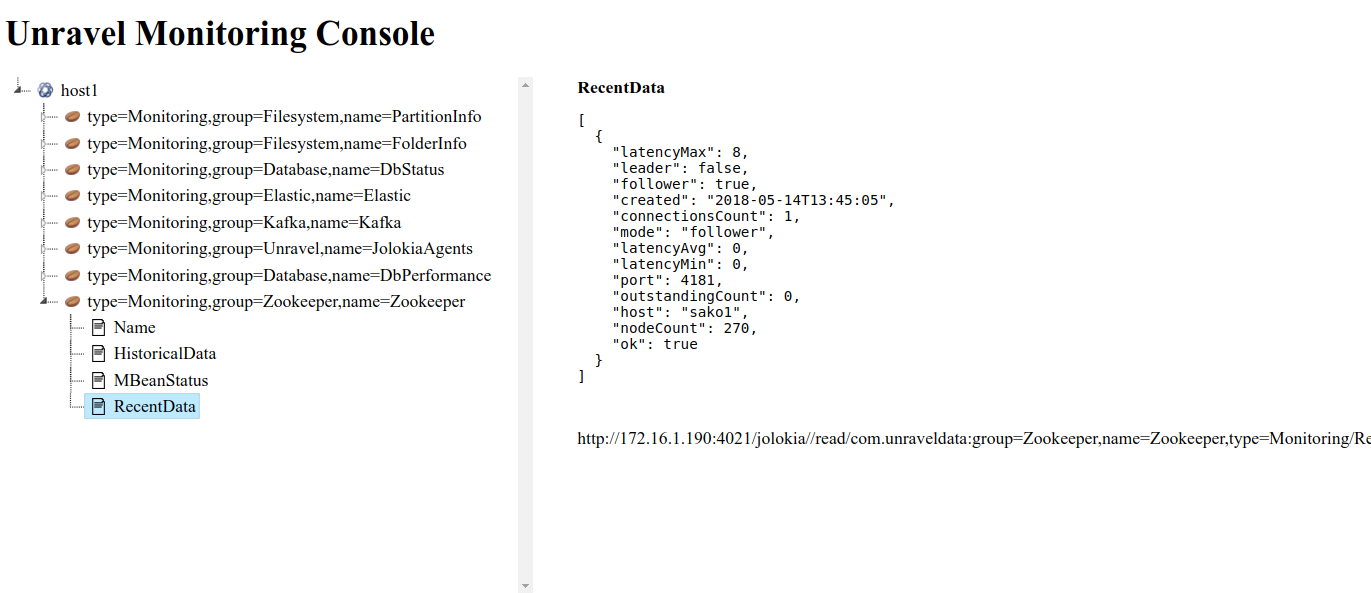 Unravel Monitoring Console
host1
type=Monitoring,group=Filesystem,name=PartitionInfo
type=Monitoring,group=Filesystem,name=FolderInfo
type=Monitoring,group=Database,name=DbStatus
type=Monitoring,group=Elastic,name=Elastic
type=Monitoring,group=Kafka,name=Kafka
type=Monitoring,group=Unravel,name=JolokiaAgents
type=Monitoring,group=Database,name=DbPerformance
type=Monitoring,group=Zookeeper,name=Zookeeper
Name
HistoricalData
MBeanStatus
RecentData
RecentData
[
  {
    "latencyMax": 8,
    "leader": false,
    "follower": true,
    "created": "2018-05-14T13:45:05",
    "connectionsCount": 1,
    "mode": "follower",
    "latencyAvg": 0,
    "latencyMin": 0,
    "port": 4181,
    "outstandingCount": 0,
    "host": "sako1",
    "nodeCount": 270,
    "ok": true
  }
]
http://172.16.1.190:4021/jolokia//read/com.unraveldata:group=Zookeeper,name=Zookeeper,type=Monitoring/Re